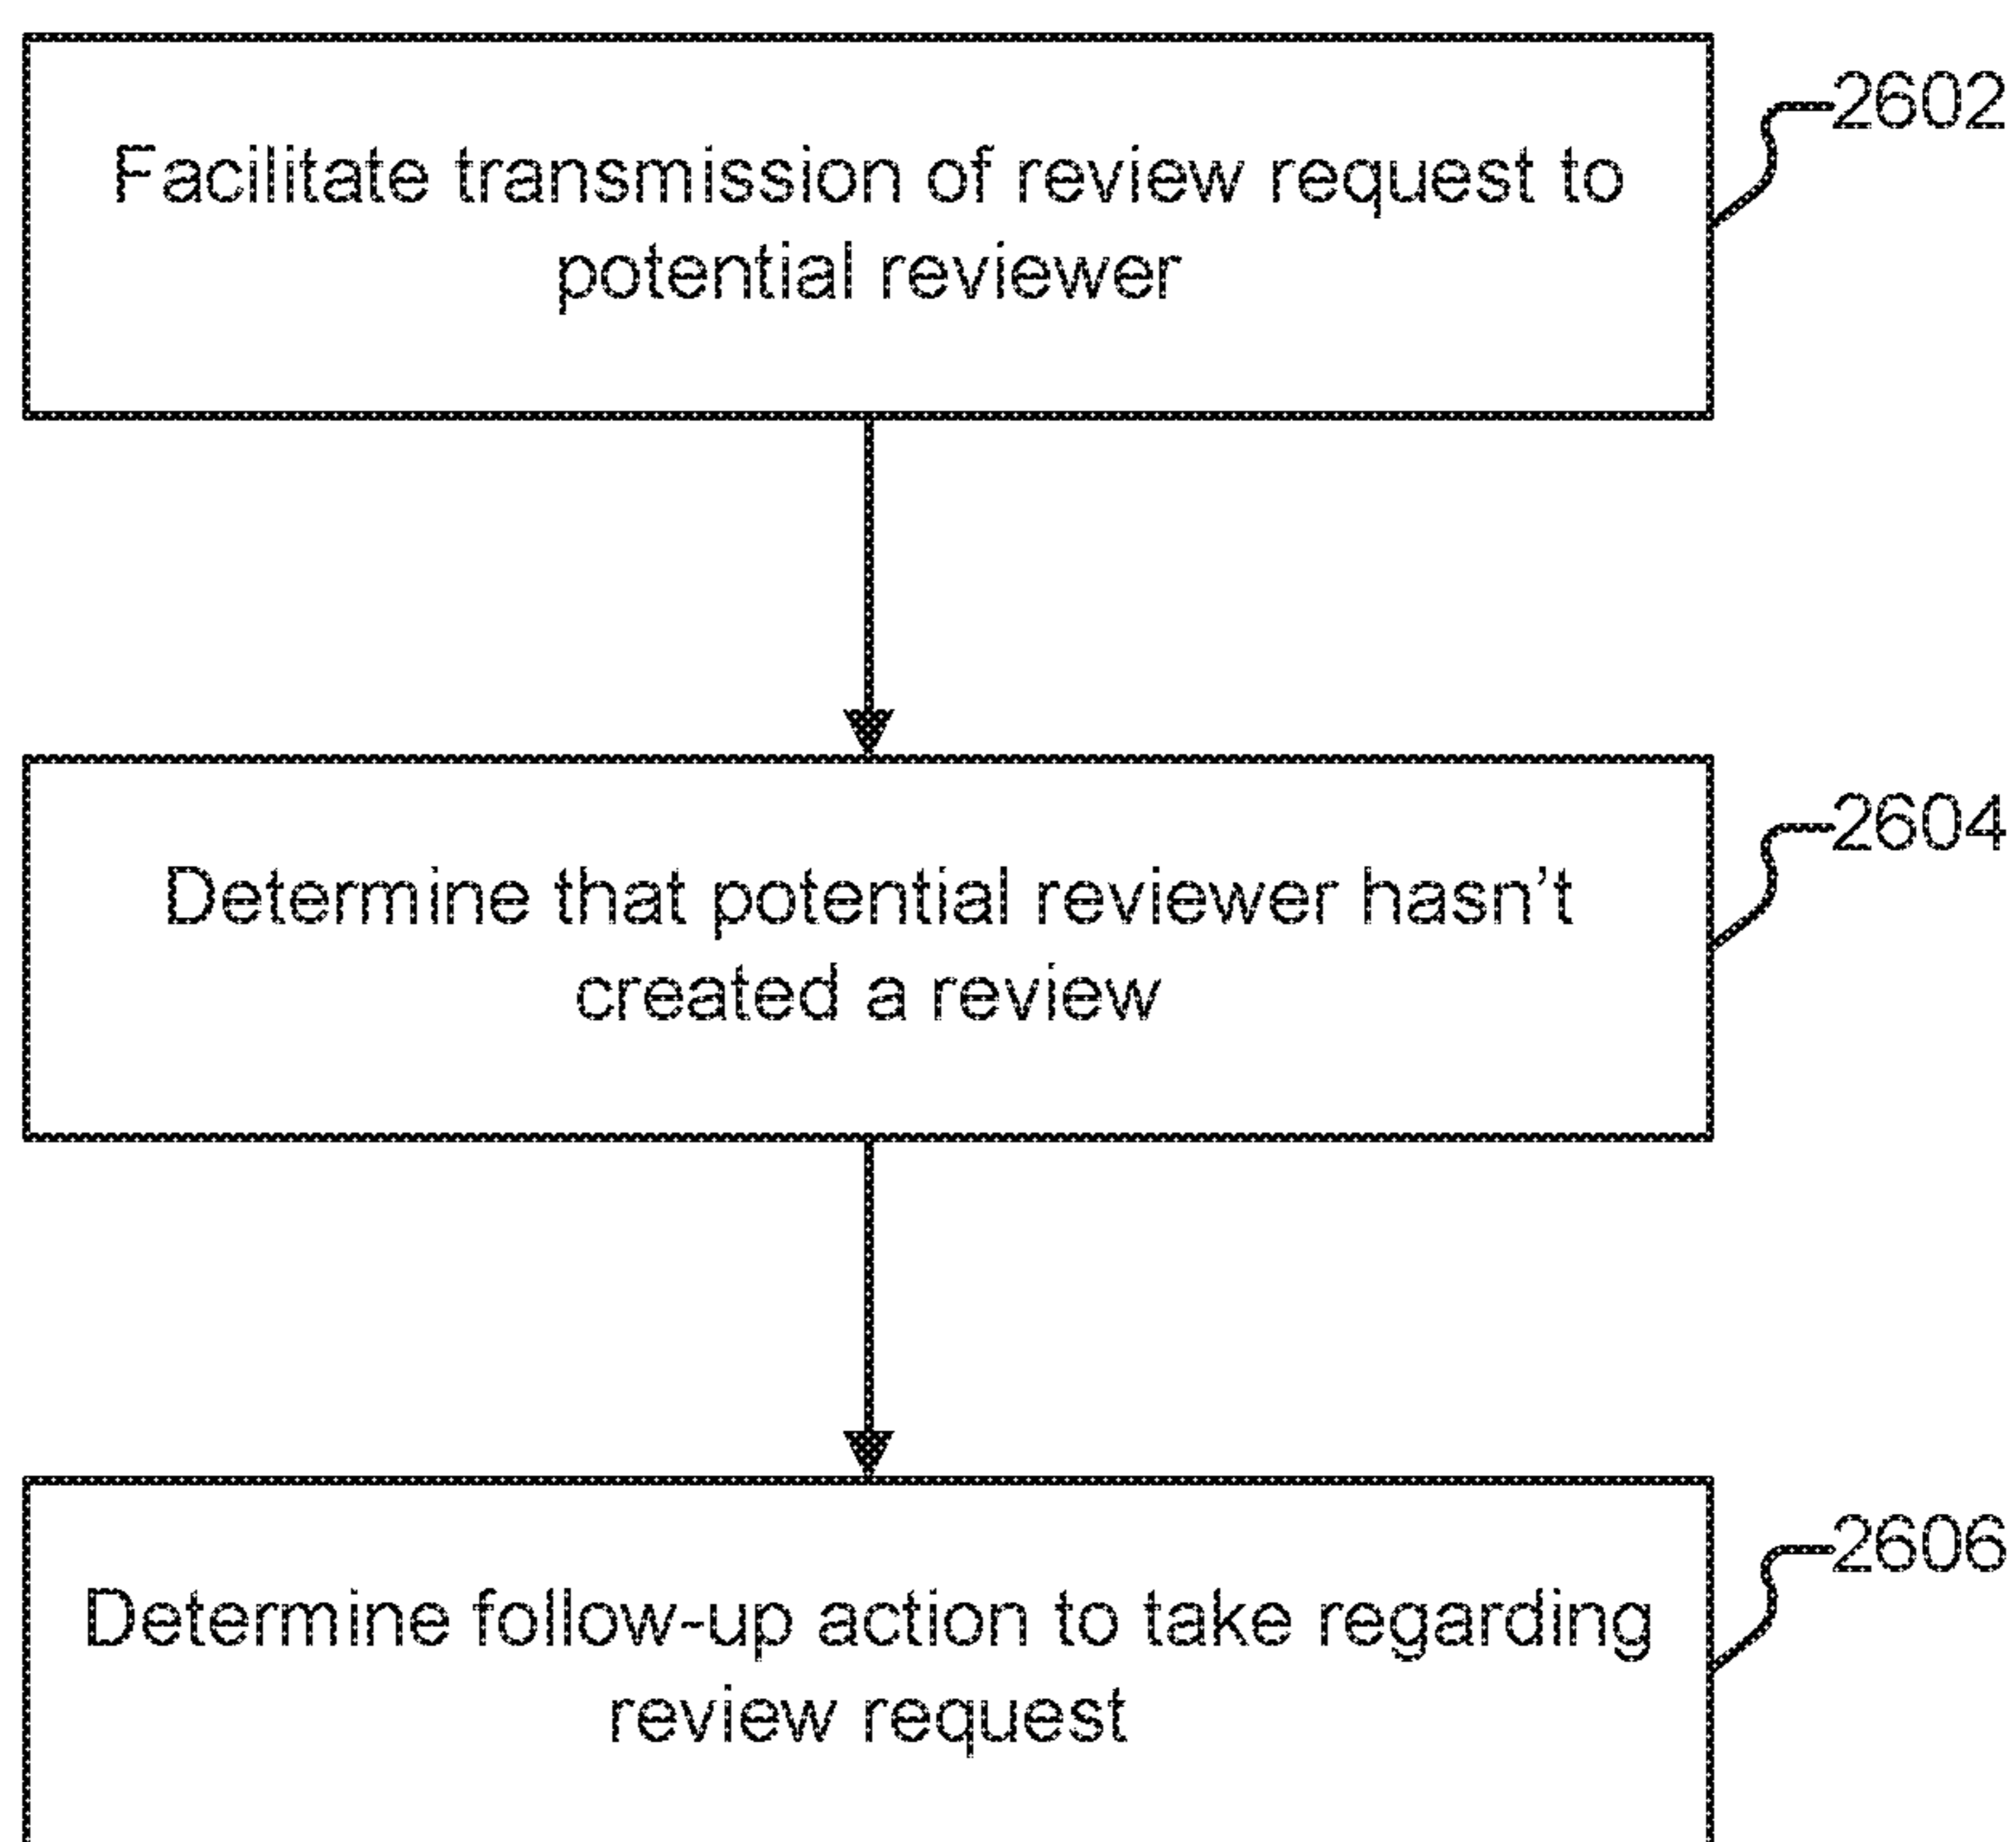 Facilitate transmission of review request to
potential reviewer
2602
Determine that potential reviewer hasn't
created a review
2604
Determine follow-up action to take regarding
review request
2606